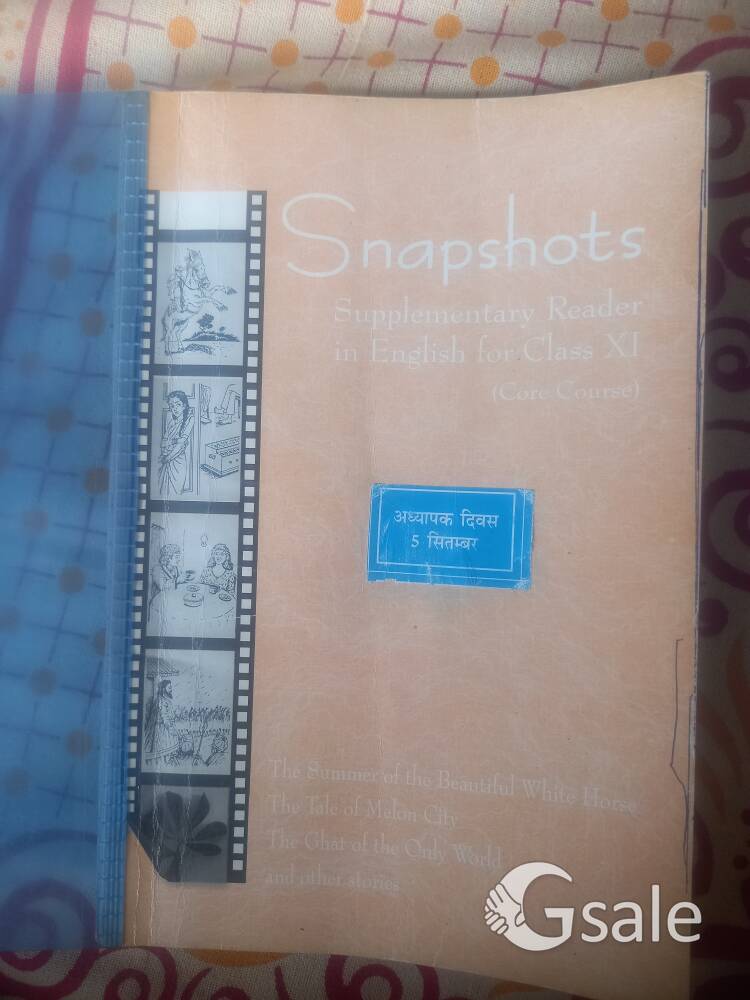 Snapshots
Supplementary Reader
in English for Class XI
(Core Course)
अध्यापक दिवस
5 सितम्बर
The Summer of the Beautiful White Horse
The Tale of Melon City
The Ghat of the Only World
and other stories
Gsale